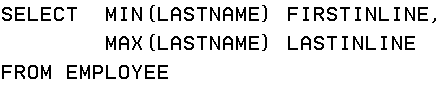 SELECT  MIN(LASTNAME) FIRSTINLINE,
        MAX(LASTNAME) LASTINLINE
FROM EMPLOYEE